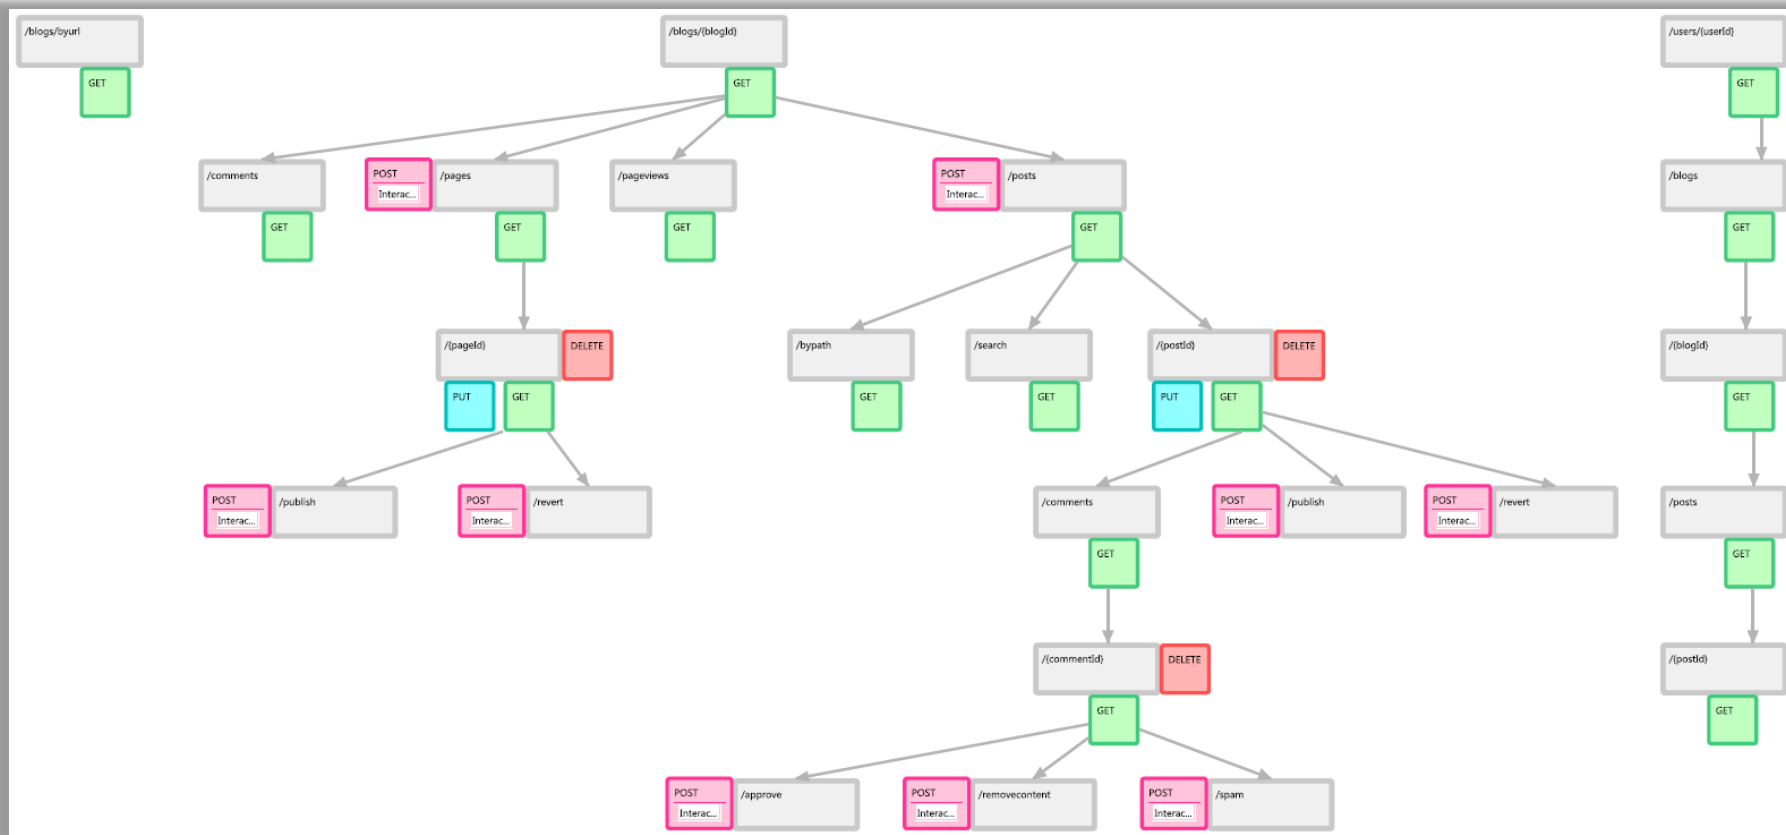 /blogs/byurl
GET
/blogs/{blogId}
GET
/users/{userId}
GET
/comments
GET
POST
Interac...
/pages
GET
/pageviews
GET
POST
Interac...
/posts
GET
/blogs
GET
/{pageId}
DELETE
PUT
GET
/bypath
GET
/search
GET
/{postId}
DELETE
PUT
GET
/{blogId}
GET
POST
Interac...
/publish
POST
Interac...
/revert
/comments
GET
POST
Interac...
/publish
POST
Interac...
/revert
/posts
GET
/{commentId}
DELETE
GET
/{postId}
GET
POST
Interac...
/approve
POST
Interac...
/removecontent
POST
Interac...
/spam